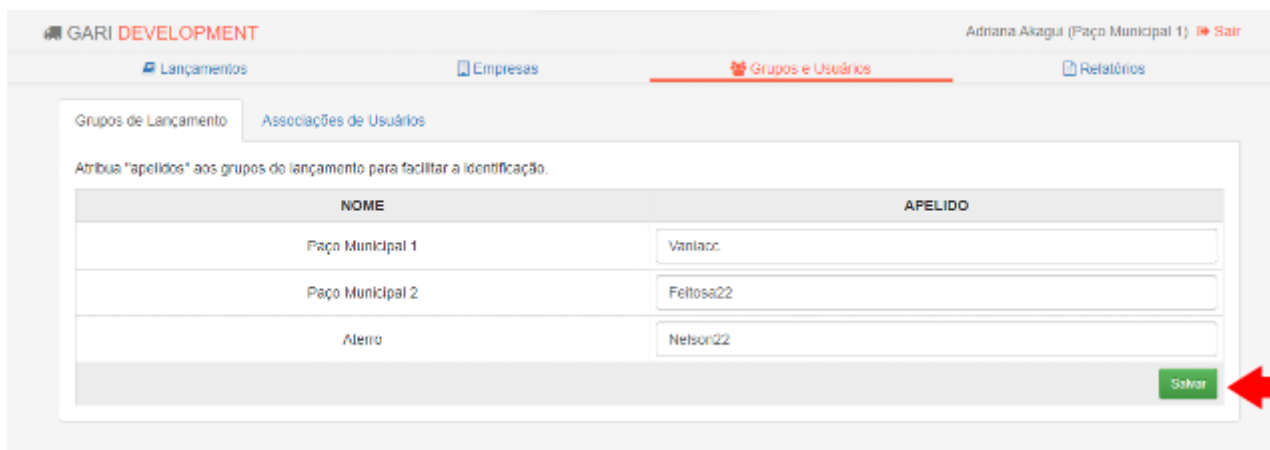 GARI DEVELOPMENT
Adriana Akagui (Paço Municipal 1) Sair
Lançamentos Empresas Grupos e Usuários Relatórios
Grupos de Lançamento Associações de Usuários
Atribua "apelidos" aos grupos de lançamento para facilitar a identificação.
NOME APELIDO
Paço Municipal 1 Vaniacc
Paço Municipal 2 Feitosa22
Aterro Nelson22
Salvar